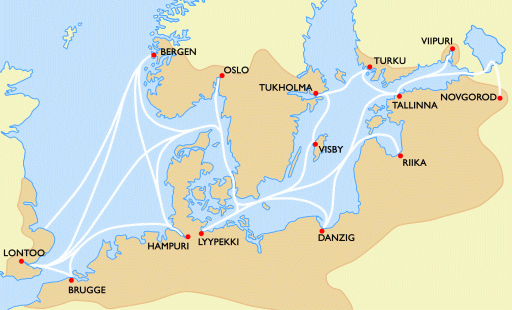 BERGEN
OSLO
TUKHOLMA
TURKU
VIIPURI
TALLINNA
NOVGOROD
VISBY
RIIKA
LONTOO
BRUGGE
HAMPURI
LYYPEKKI
DANZIG